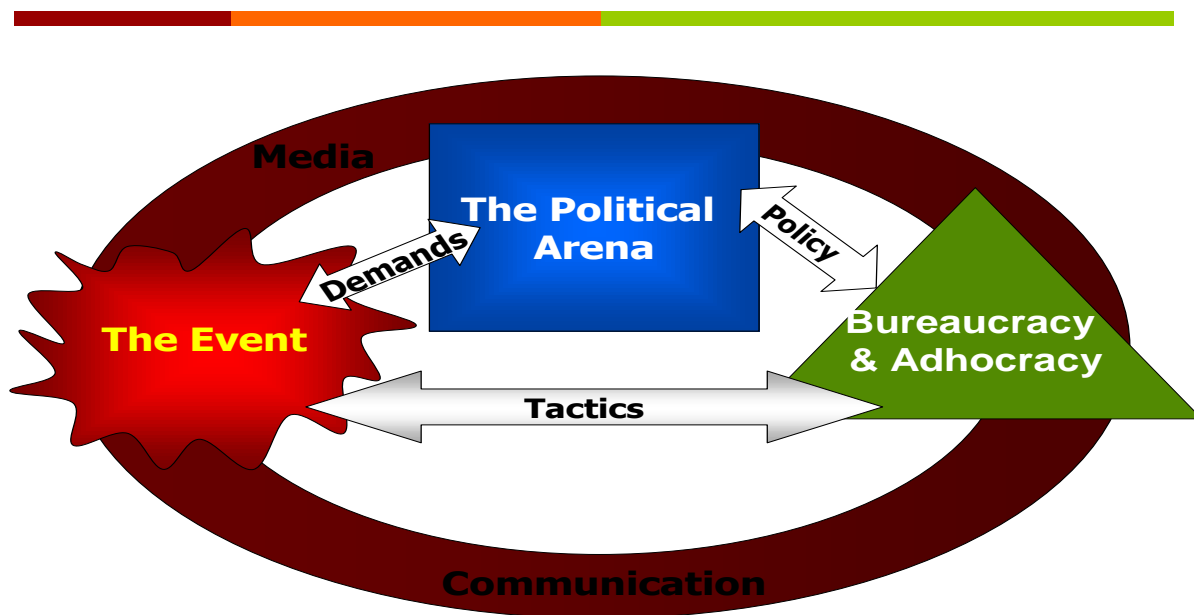 Media
The Political
Arena
Demands
Policy
The Event
Bureaucracy
& Adhocracy
Tactics
Communication